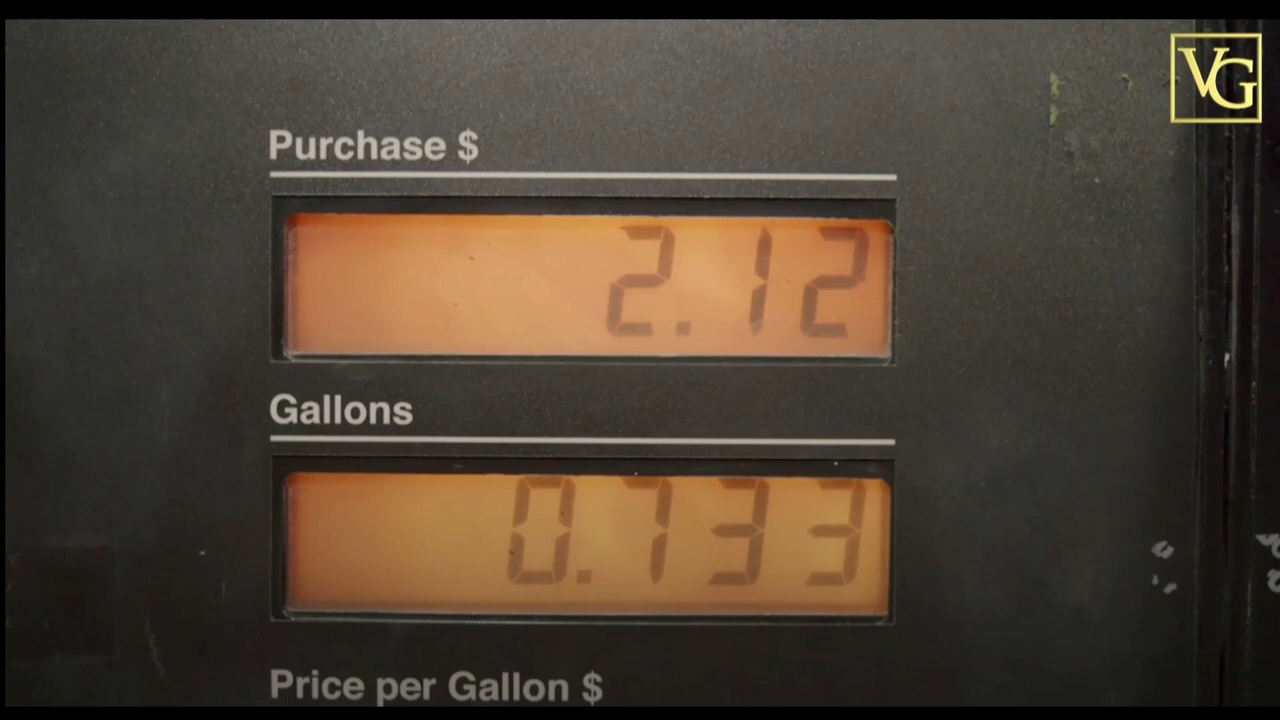 VG
Purchase $
2.12
Gallons
0.733
Price per Gallon $